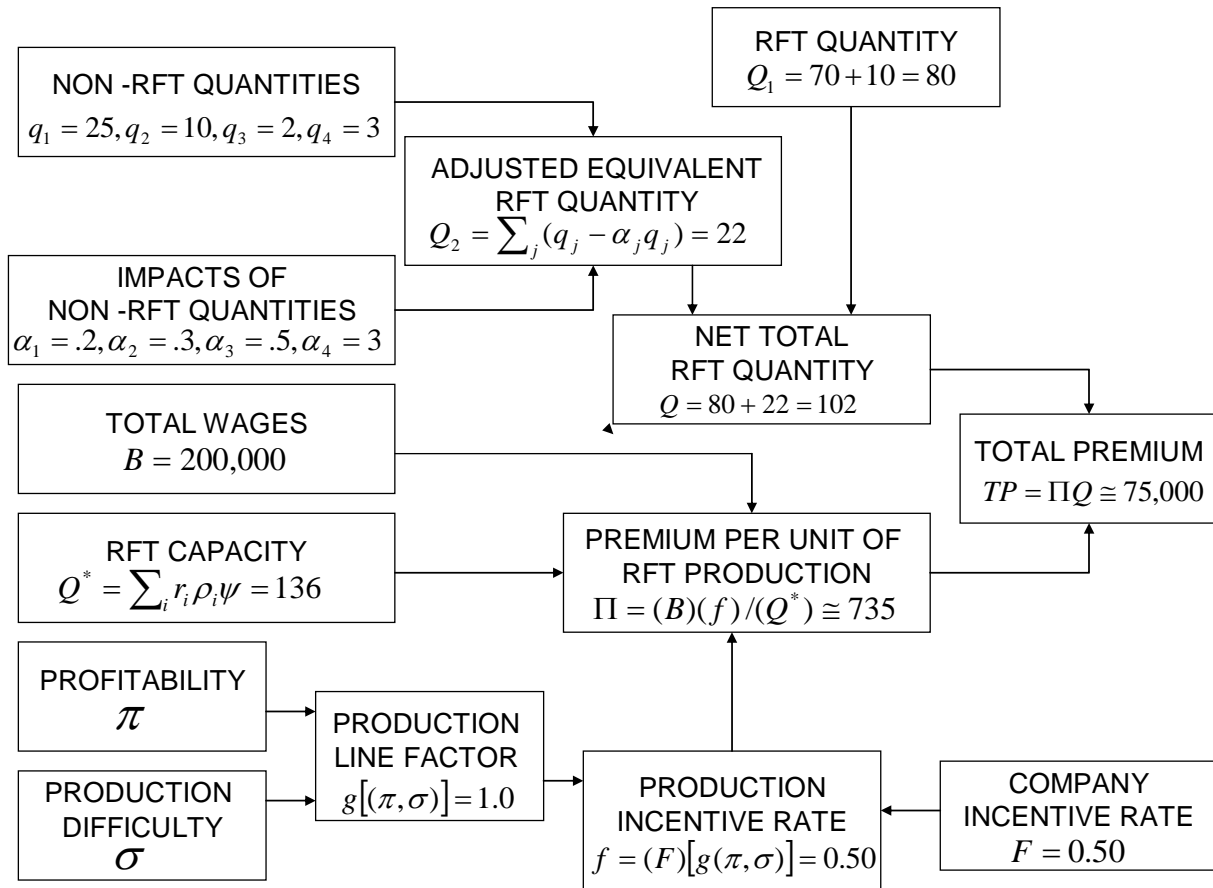 NON -RFT QUANTITIES
q₁ = 25, q₂ = 10, q₃ = 2, q₄ = 3
RFT QUANTITY
Q₁ = 70 + 10 = 80
ADJUSTED EQUIVALENT
RFT QUANTITY
Q₂ = ∑ⱼ (qⱼ − αⱼqⱼ) = 22
IMPACTS OF
NON -RFT QUANTITIES
α₁ = .2, α₂ = .3, α₃ = .5, α₄ = 3
NET TOTAL
RFT QUANTITY
Q = 80 + 22 = 102
TOTAL WAGES
B = 200,000
TOTAL PREMIUM
TP = ΠQ ≅ 75,000
RFT CAPACITY
Q* = ∑ᵢ rᵢρᵢψ = 136
PREMIUM PER UNIT OF
RFT PRODUCTION
Π = (B)(f)/(Q*) ≅ 735
PROFITABILITY
π
PRODUCTION
LINE FACTOR
g[(π,σ)] = 1.0
PRODUCTION
DIFFICULTY
σ
PRODUCTION
INCENTIVE RATE
f = (F)[g(π,σ)] = 0.50
COMPANY
INCENTIVE RATE
F = 0.50